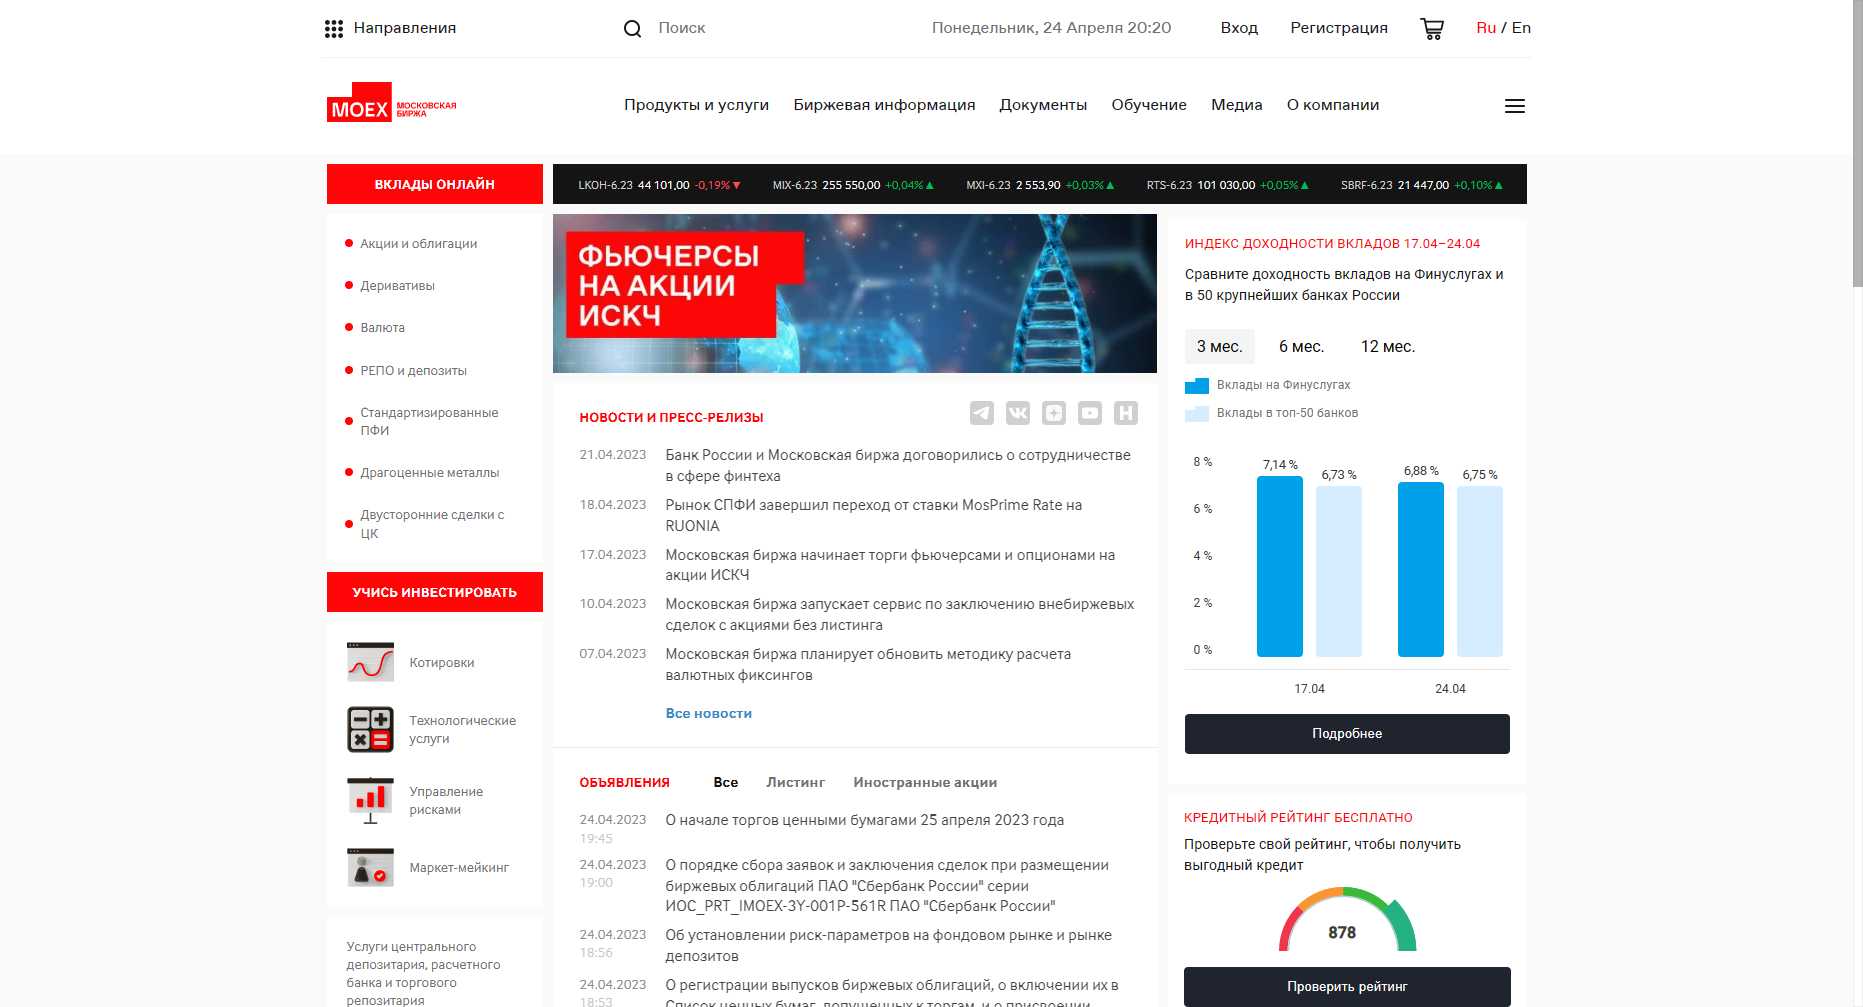 Направления
Поиск
Понедельник, 24 Апреля 20:20
Вход
Регистрация
Ru / En
MOEX МОСКОВСКАЯ
БИРЖА
Продукты и услуги
Биржевая информация
Документы
Обучение
Медиа
О компании
ВКЛАДЫ ОНЛАЙН
LKOH-6.23 44 101,00 -0,19%▼
MIX-6.23 255 550,00 +0,04%▲
MXI-6.23 2 553,90 +0,03%▲
RTS-6.23 101 030,00 +0,05%▲
SBRF-6.23 21 447,00 +0,10%▲
Акции и облигации
Деривативы
Валюта
РЕПО и депозиты
Стандартизированные
ПФИ
Драгоценные металлы
Двусторонние сделки с
ЦК
УЧИСЬ ИНВЕСТИРОВАТЬ
Котировки
Технологические
услуги
Управление
рисками
Маркет-мейкинг
Услуги центрального
депозитария, расчетного
банка и торгового
репозитария
ФЬЮЧЕРСЫ
НА АКЦИИ
ИСКЧ
НОВОСТИ И ПРЕСС-РЕЛИЗЫ
21.04.2023 Банк России и Московская биржа договорились о сотрудничестве
в сфере финтеха
18.04.2023 Рынок СПФИ завершил переход от ставки MosPrime Rate на
RUONIA
17.04.2023 Московская биржа начинает торги фьючерсами и опционами на
акции ИСКЧ
10.04.2023 Московская биржа запускает сервис по заключению внебиржевых
сделок с акциями без листинга
07.04.2023 Московская биржа планирует обновить методику расчета
валютных фиксингов
Все новости
ОБЪЯВЛЕНИЯ
Все
Листинг
Иностранные акции
24.04.2023 О начале торгов ценными бумагами 25 апреля 2023 года
19:45
24.04.2023 О порядке сбора заявок и заключения сделок при размещении
19:00 биржевых облигаций ПАО "Сбербанк России" серии
ИОС_PRT_IMOEX-3Y-001P-561R ПАО "Сбербанк России"
24.04.2023 Об установлении риск-параметров на фондовом рынке и рынке
18:56 депозитов
24.04.2023 О регистрации выпусков биржевых облигаций, о включении их в
18:53 Список ценных бумаг, допущенных к торгам, и о присвоении
ИНДЕКС ДОХОДНОСТИ ВКЛАДОВ 17.04–24.04
Сравните доходность вкладов на Финуслугах и
в 50 крупнейших банках России
3 мес.
6 мес.
12 мес.
Вклады на Финуслугах
Вклады в топ-50 банков
8 %
6 %
4 %
2 %
0 %
7,14 %
6,73 %
6,88 %
6,75 %
17.04
24.04
Подробнее
КРЕДИТНЫЙ РЕЙТИНГ БЕСПЛАТНО
Проверьте свой рейтинг, чтобы получить
выгодный кредит
878
Проверить рейтинг